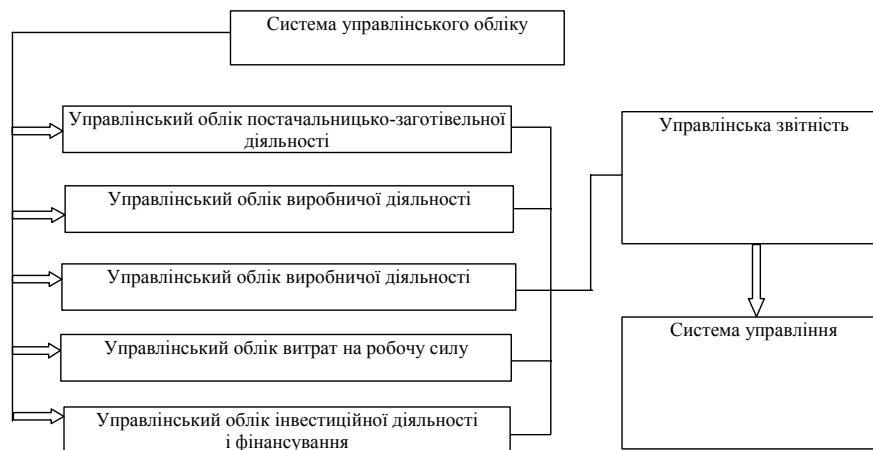 Система управлінського обліку
Управлінський облік постачальницько-заготівельної
діяльності
Управлінський облік виробничої діяльності
Управлінський облік виробничої діяльності
Управлінський облік витрат на робочу силу
Управлінський облік інвестиційної діяльності
і фінансування
Управлінська звітність
Система управління